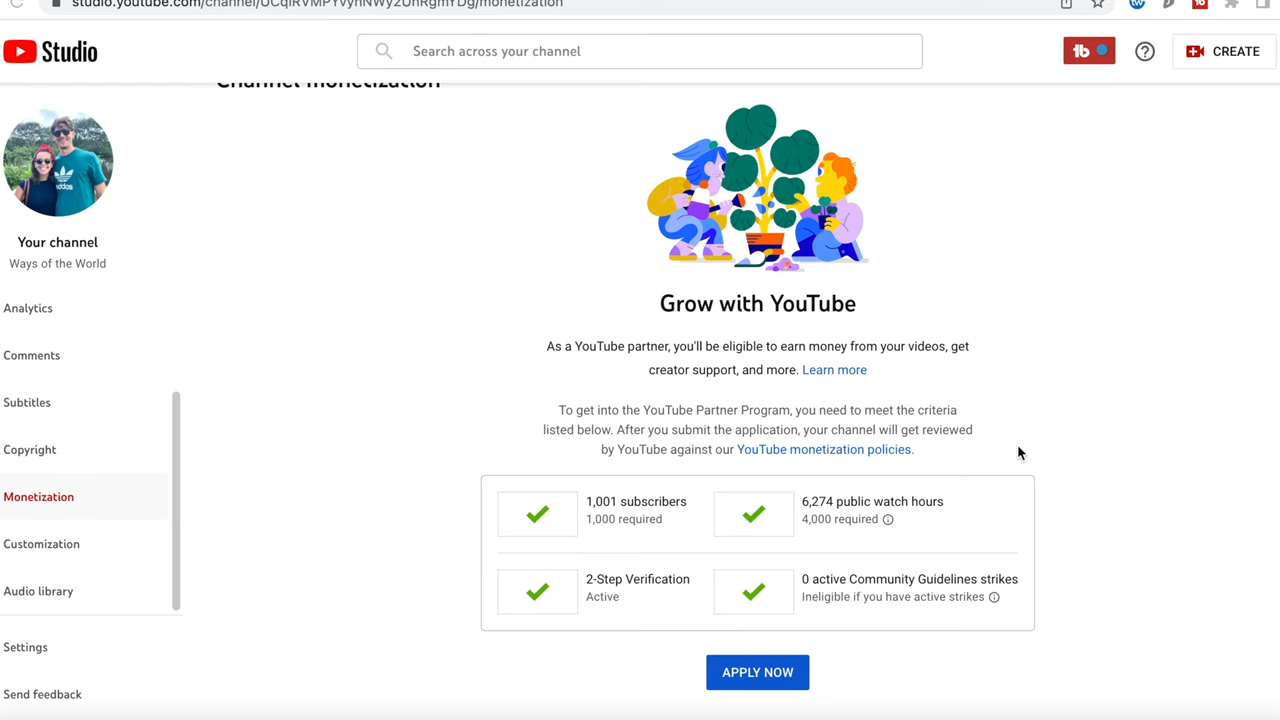 Studio
Search across your channel
CREATE
Channel monetization
Your channel
Ways of the World
Analytics
Comments
Subtitles
Copyright
Monetization
Customization
Audio library
Settings
Send feedback
Grow with YouTube
As a YouTube partner, you'll be eligible to earn money from your videos, get
creator support, and more. Learn more
To get into the YouTube Partner Program, you need to meet the criteria
listed below. After you submit the application, your channel will get reviewed
by YouTube against our YouTube monetization policies.
1,001 subscribers
1,000 required
6,274 public watch hours
4,000 required
2-Step Verification
Active
0 active Community Guidelines strikes
Ineligible if you have active strikes
APPLY NOW